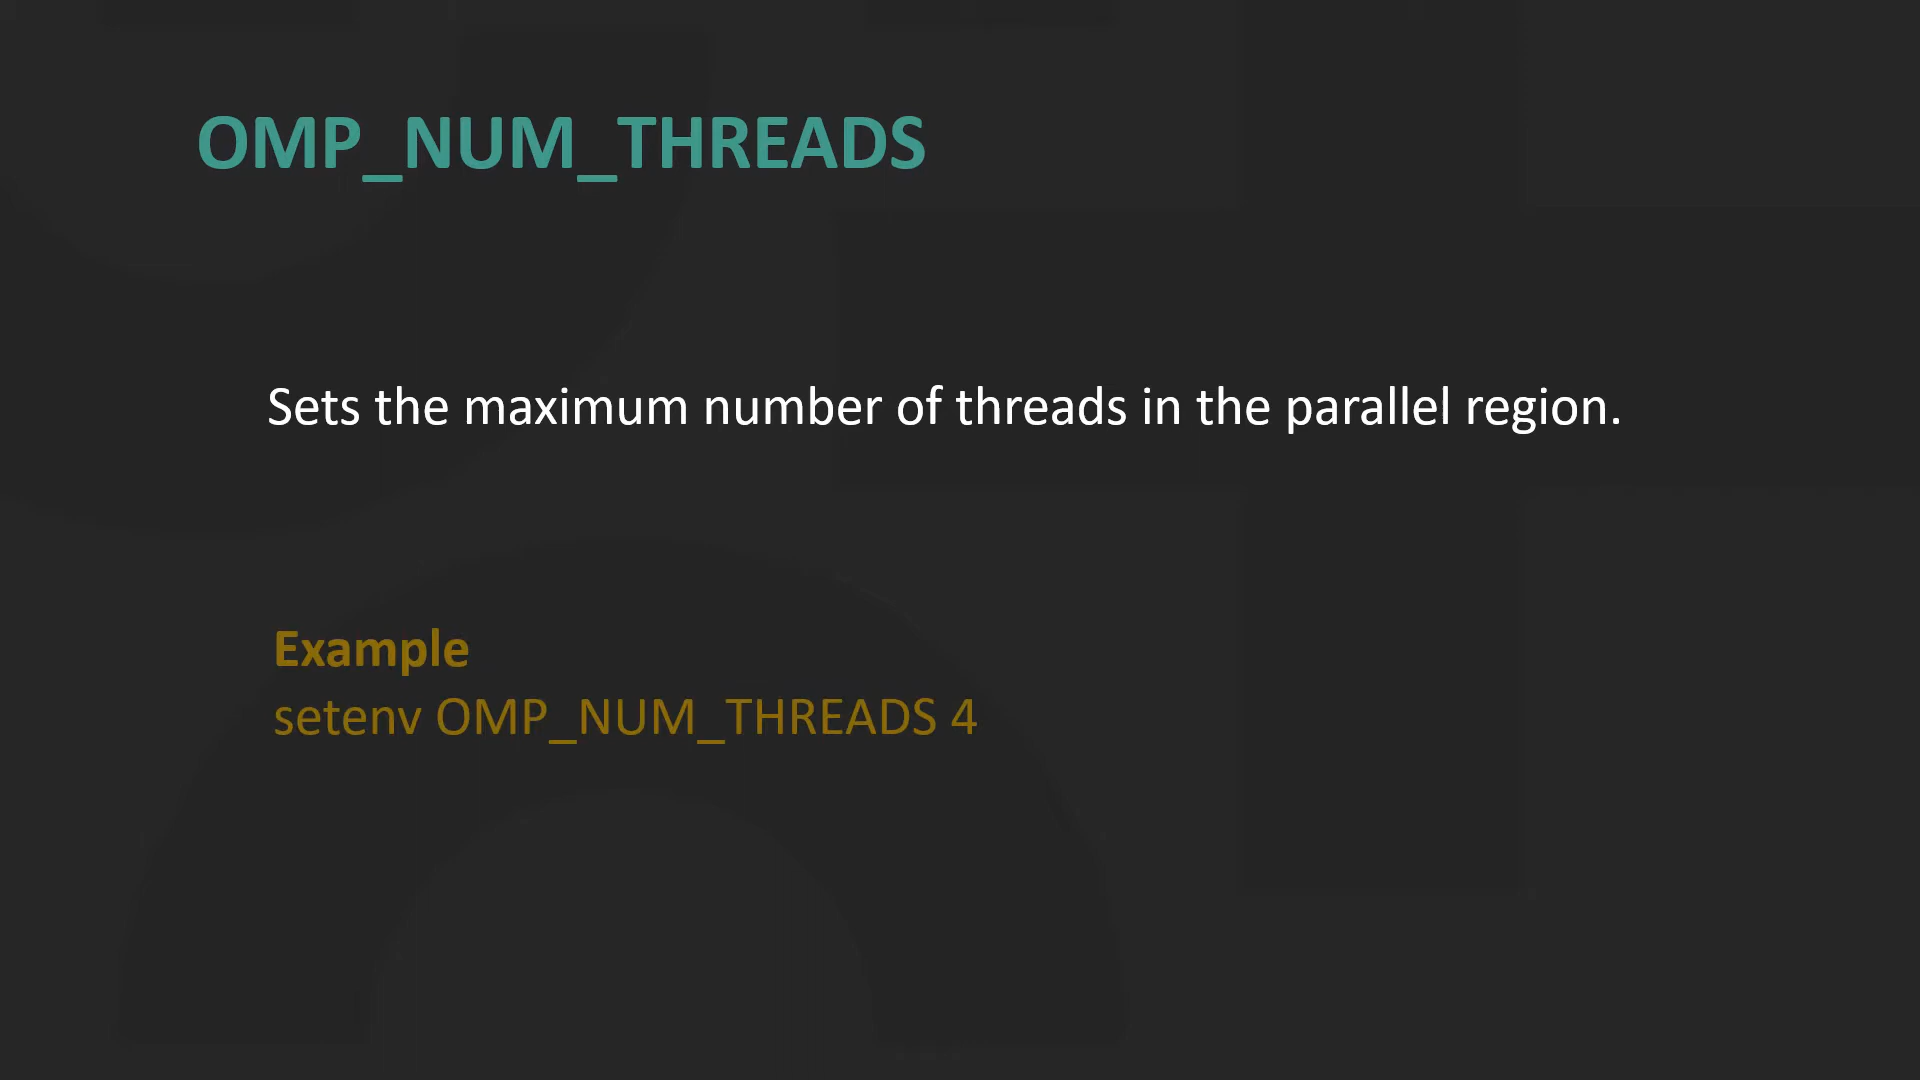 OMP_NUM_THREADS
Sets the maximum number of threads in the parallel region.
Example
setenv OMP_NUM_THREADS 4